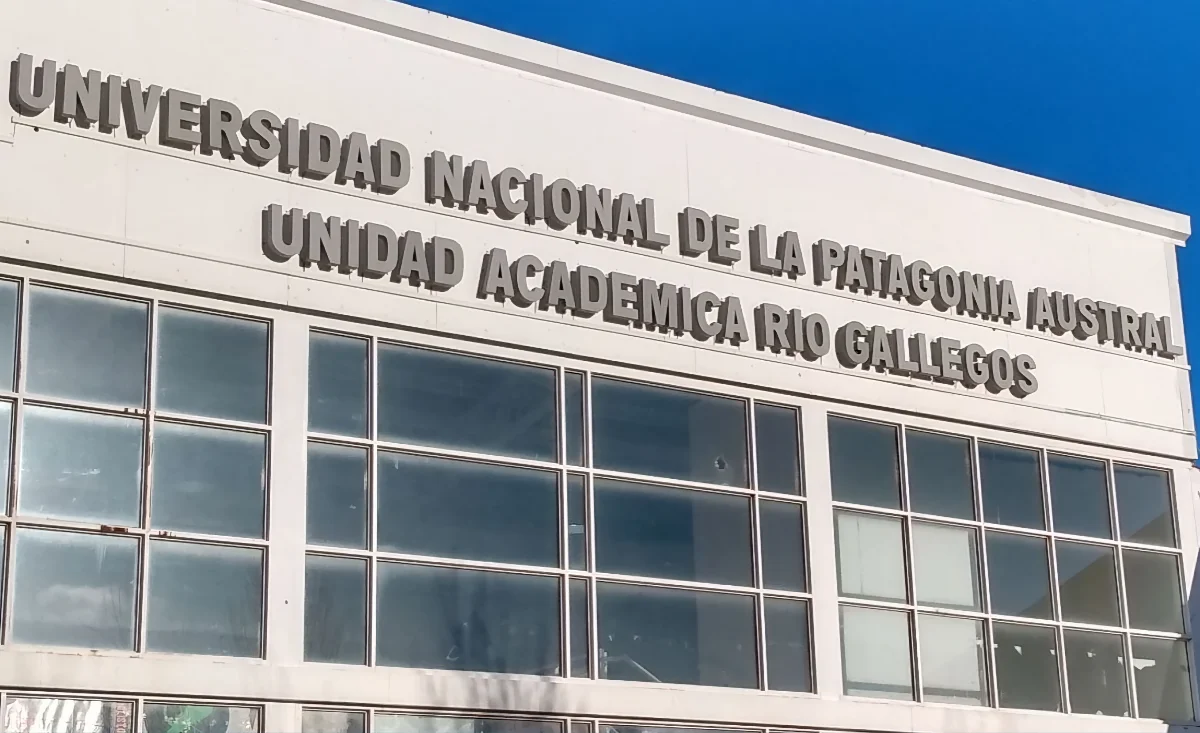 UNIVERSIDAD NACIONAL DE LA PATAGONIA AUSTRAL
UNIDAD ACADEMICA RIO GALLEGOS